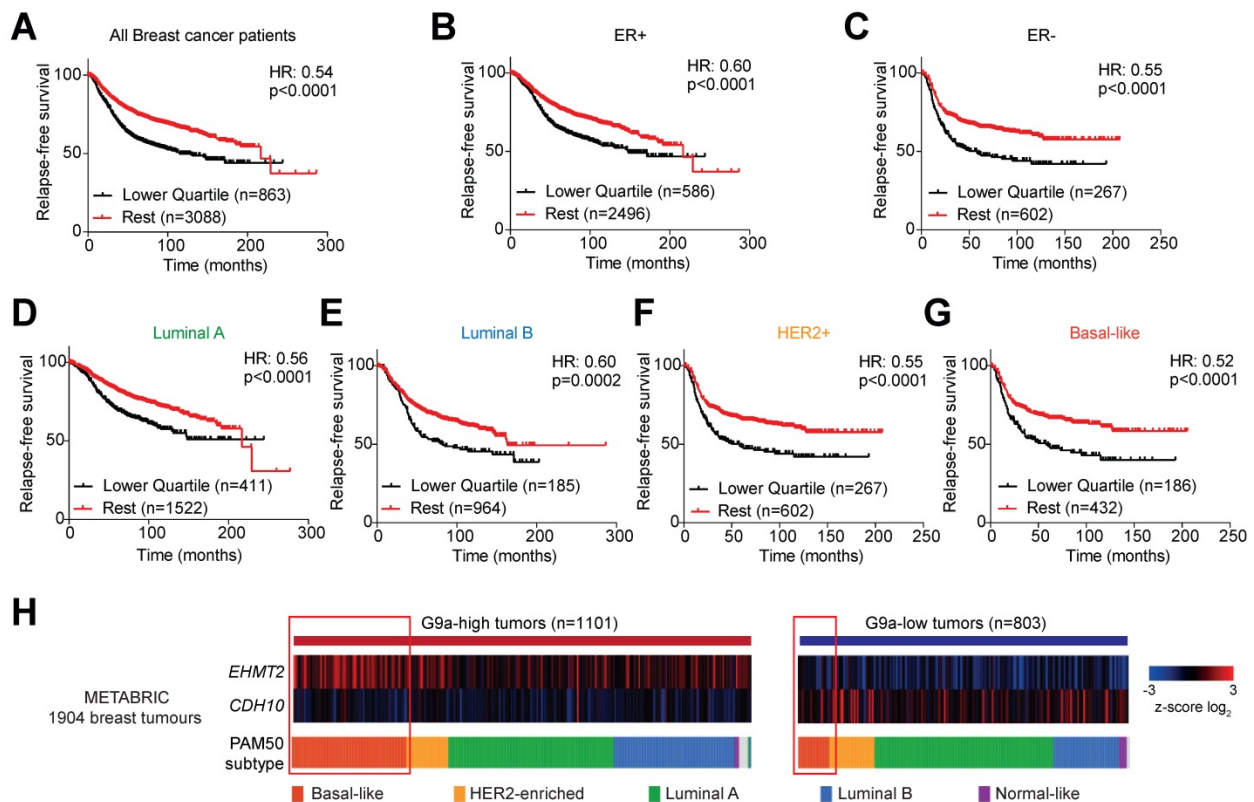 A
All Breast cancer patients
HR: 0.54
p<0.0001
Relapse-free survival
100
50
0
Lower Quartile (n=863)
Rest (n=3088)
0 100 200 300
Time (months)
B
ER+
HR: 0.60
p<0.0001
Relapse-free survival
100
50
0
Lower Quartile (n=586)
Rest (n=2496)
0 100 200 300
Time (months)
C
ER-
HR: 0.55
p<0.0001
Relapse-free survival
100
50
0
Lower Quartile (n=267)
Rest (n=602)
0 50 100 150 200 250
Time (months)
D
Luminal A
HR: 0.56
p<0.0001
Relapse-free survival
100
50
0
Lower Quartile (n=411)
Rest (n=1522)
0 100 200 300
Time (months)
E
Luminal B
HR: 0.60
p=0.0002
Relapse-free survival
100
50
0
Lower Quartile (n=185)
Rest (n=964)
0 100 200 300
Time (months)
F
HER2+
HR: 0.55
p<0.0001
Relapse-free survival
100
50
0
Lower Quartile (n=267)
Rest (n=602)
0 50 100 150 200 250
Time (months)
G
Basal-like
HR: 0.52
p<0.0001
Relapse-free survival
100
50
0
Lower Quartile (n=186)
Rest (n=432)
0 50 100 150 200 250
Time (months)
H
G9a-high tumors (n=1101)
G9a-low tumors (n=803)
EHMT2
CDH10
METABRIC
1904 breast tumours
PAM50
subtype
-3 3
z-score log2
Basal-like
HER2-enriched
Luminal A
Luminal B
Normal-like